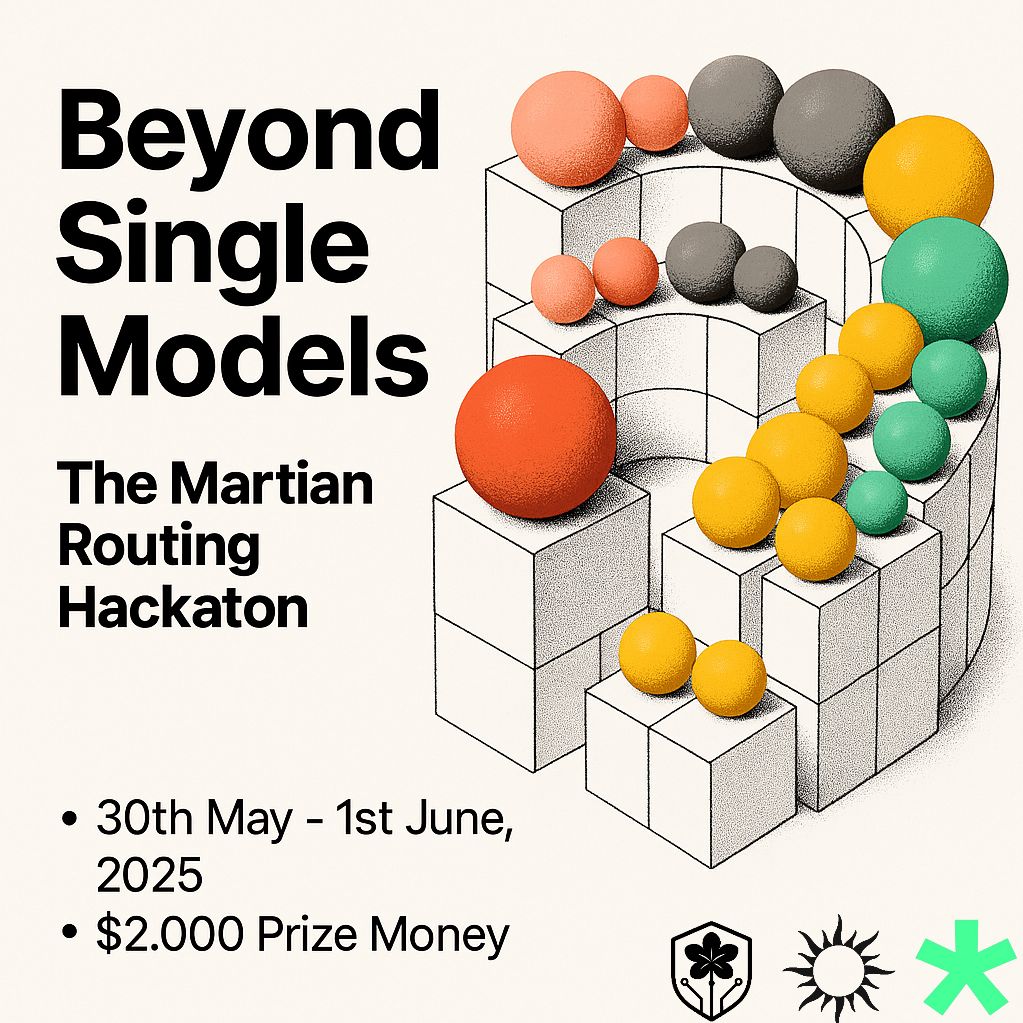 Beyond
Single
Models
The Martian
Routing
Hackaton
• 30th May - 1st June,
2025
• $2.000 Prize Money